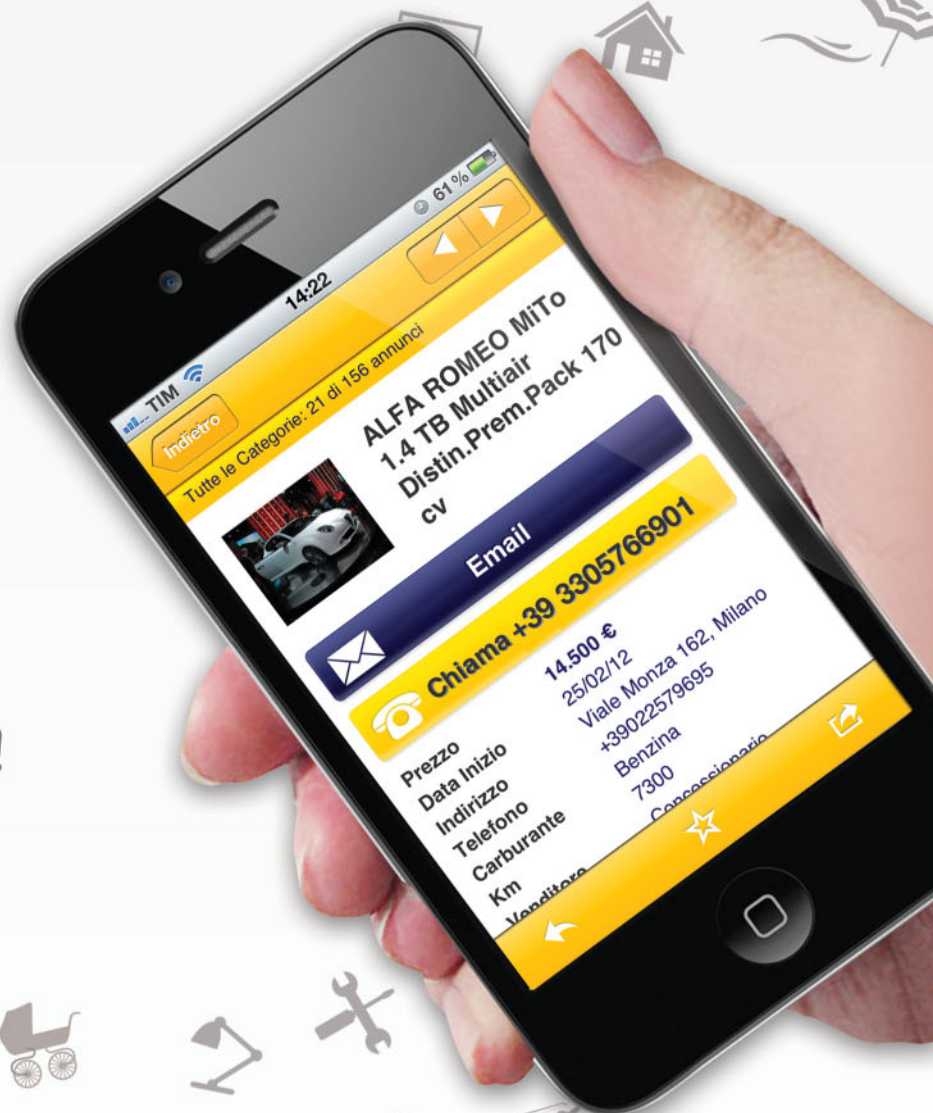 TIM 14:22 61%
Indietro
Tutte le Categorie: 21 di 156 annunci
ALFA ROMEO MiTo
1.4 TB Multiair
Distin.Prem.Pack 170
cv
Email
Chiama +39 3305766901
Prezzo 14.500 €
Data Inizio 25/02/12
Indirizzo Viale Monza 162, Milano
Telefono +39022579695
Carburante Benzina
Km 7300
Venditore Concessionario